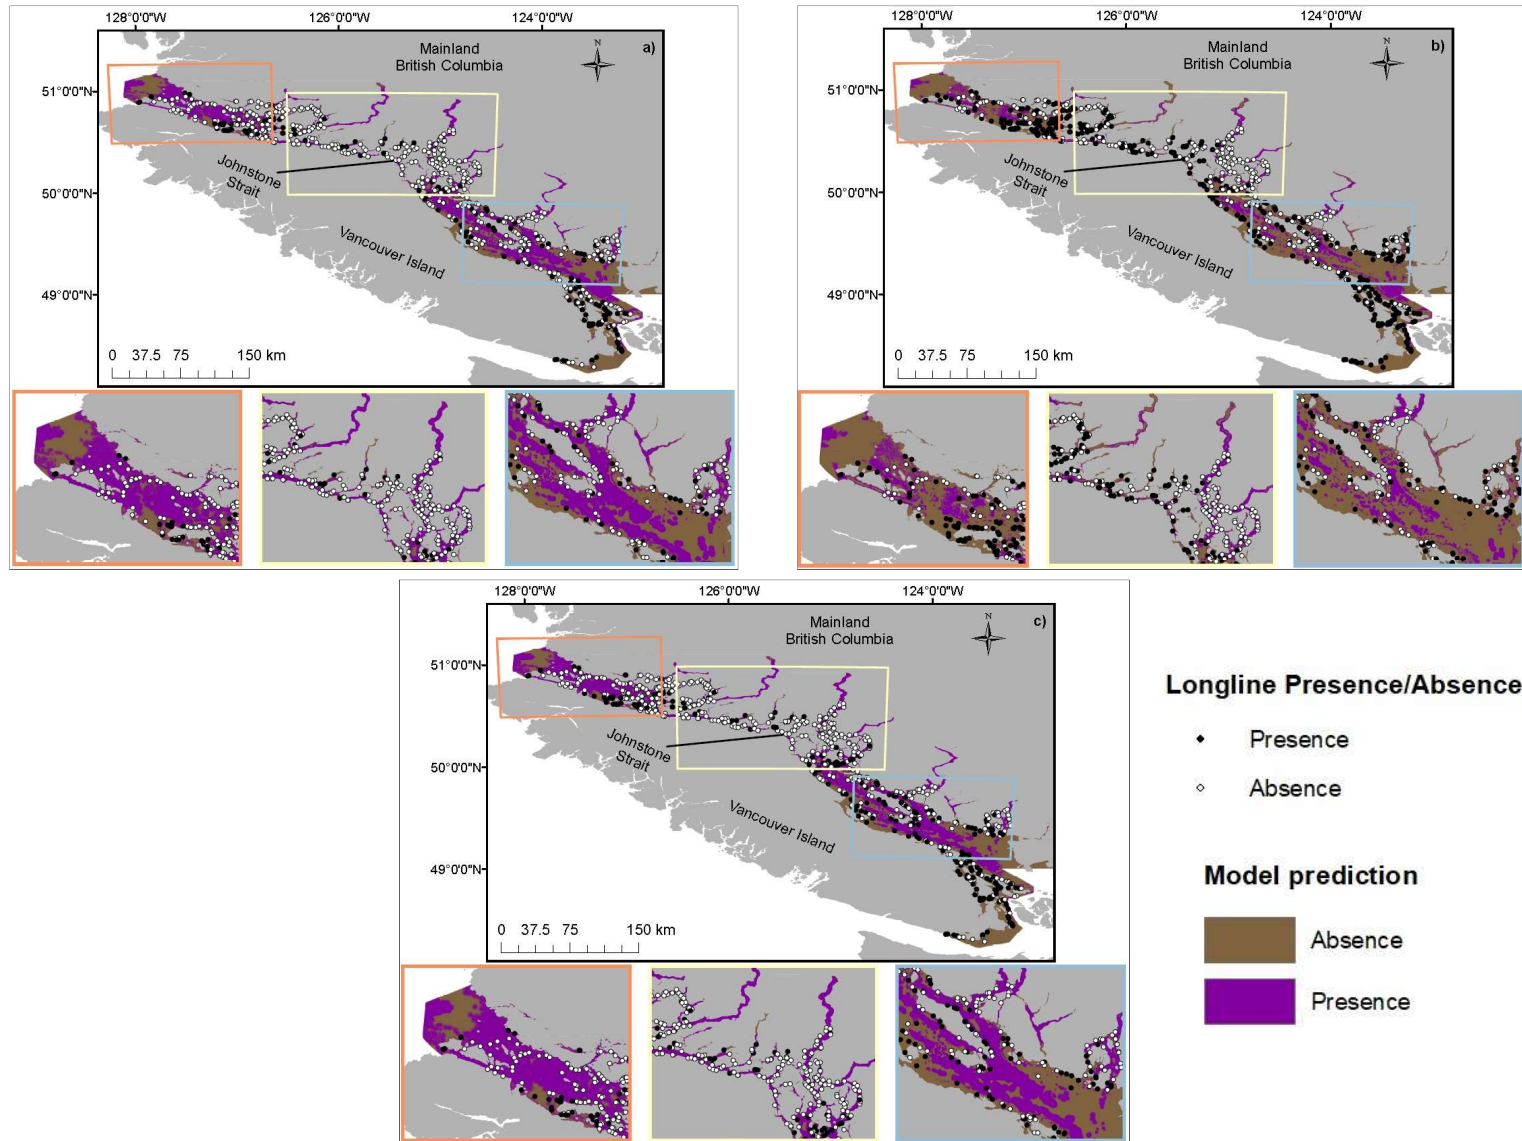 128°0'0"W 126°0'0"W 124°0'0"W
Mainland
British Columbia
N
a)
51°0'0"N
Johnstone
Strait
50°0'0"N
Vancouver Island
49°0'0"N
0 37.5 75 150 km
128°0'0"W 126°0'0"W 124°0'0"W
Mainland
British Columbia
N
b)
51°0'0"N
Johnstone
Strait
50°0'0"N
Vancouver Island
49°0'0"N
0 37.5 75 150 km
128°0'0"W 126°0'0"W 124°0'0"W
Mainland
British Columbia
N
c)
51°0'0"N
Johnstone
Strait
50°0'0"N
Vancouver Island
49°0'0"N
0 37.5 75 150 km
Longline Presence/Absence
Presence
Absence
Model prediction
Absence
Presence